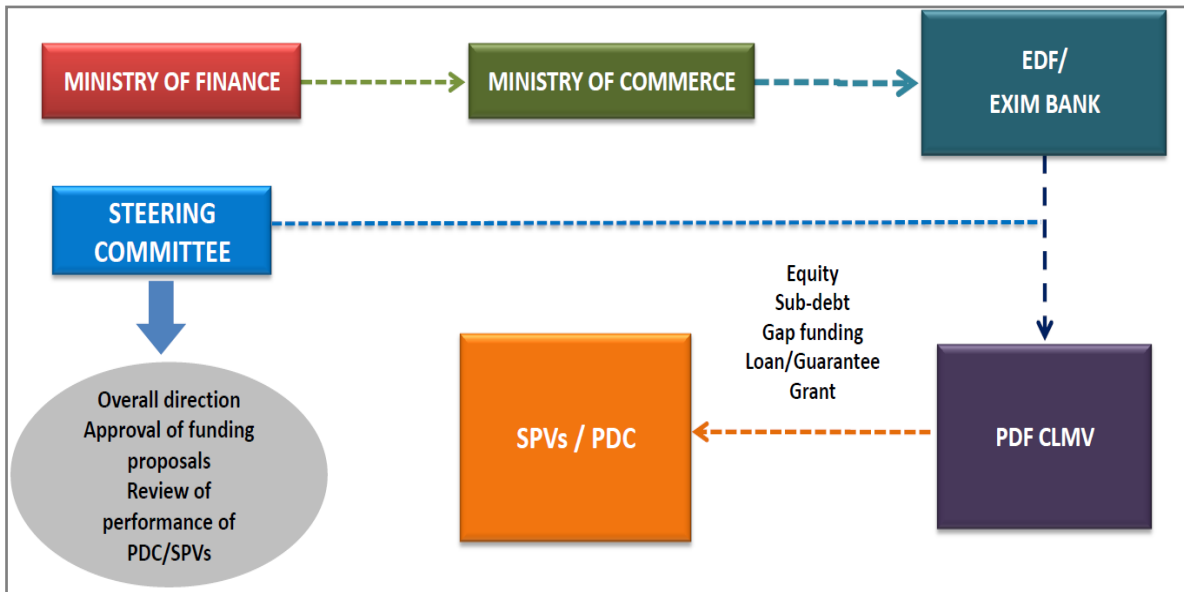 MINISTRY OF FINANCE
MINISTRY OF COMMERCE
EDF/
EXIM BANK
STEERING
COMMITTEE
Equity
Sub-debt
Gap funding
Loan/Guarantee
Grant
Overall direction
Approval of funding
proposals
Review of
performance of
PDC/SPVs
SPVs / PDC
PDF CLMV